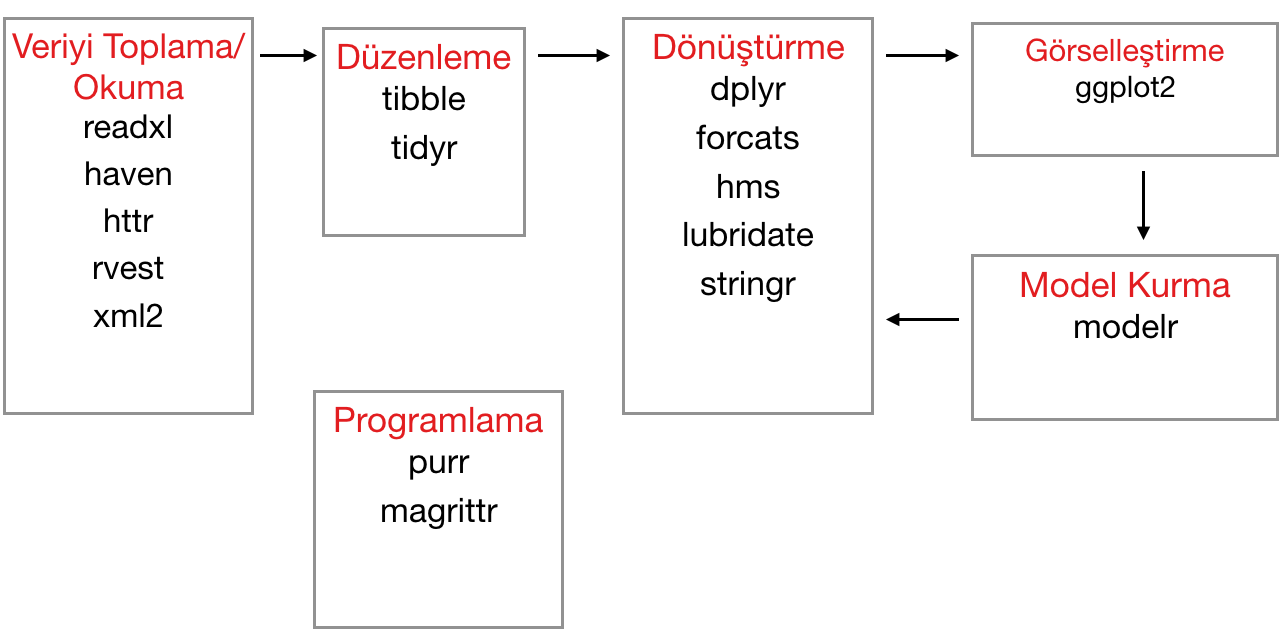 Veriyi Toplama/
Okuma
readxl
haven
httr
rvest
xml2
Düzenleme
tibble
tidyr
Dönüştürme
dplyr
forcats
hms
lubridate
stringr
Görselleştirme
ggplot2
Model Kurma
modelr
Programlama
purr
magrittr